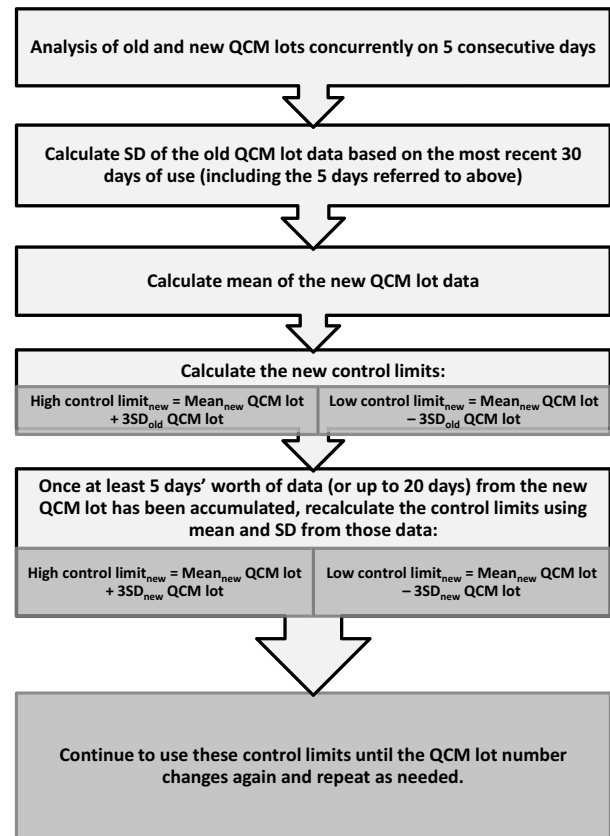 Analysis of old and new QCM lots concurrently on 5 consecutive days
Calculate SD of the old QCM lot data based on the most recent 30
days of use (including the 5 days referred to above)
Calculate mean of the new QCM lot data
Calculate the new control limits:
High control limitnew = Meannew QCM lot
+ 3SDold QCM lot
Low control limitnew = Meannew QCM lot
– 3SDold QCM lot
Once at least 5 days’ worth of data (or up to 20 days) from the new
QCM lot has been accumulated, recalculate the control limits using
mean and SD from those data:
High control limitnew = Meannew QCM lot
+ 3SDnew QCM lot
Low control limitnew = Meannew QCM lot
– 3SDnew QCM lot
Continue to use these control limits until the QCM lot number
changes again and repeat as needed.